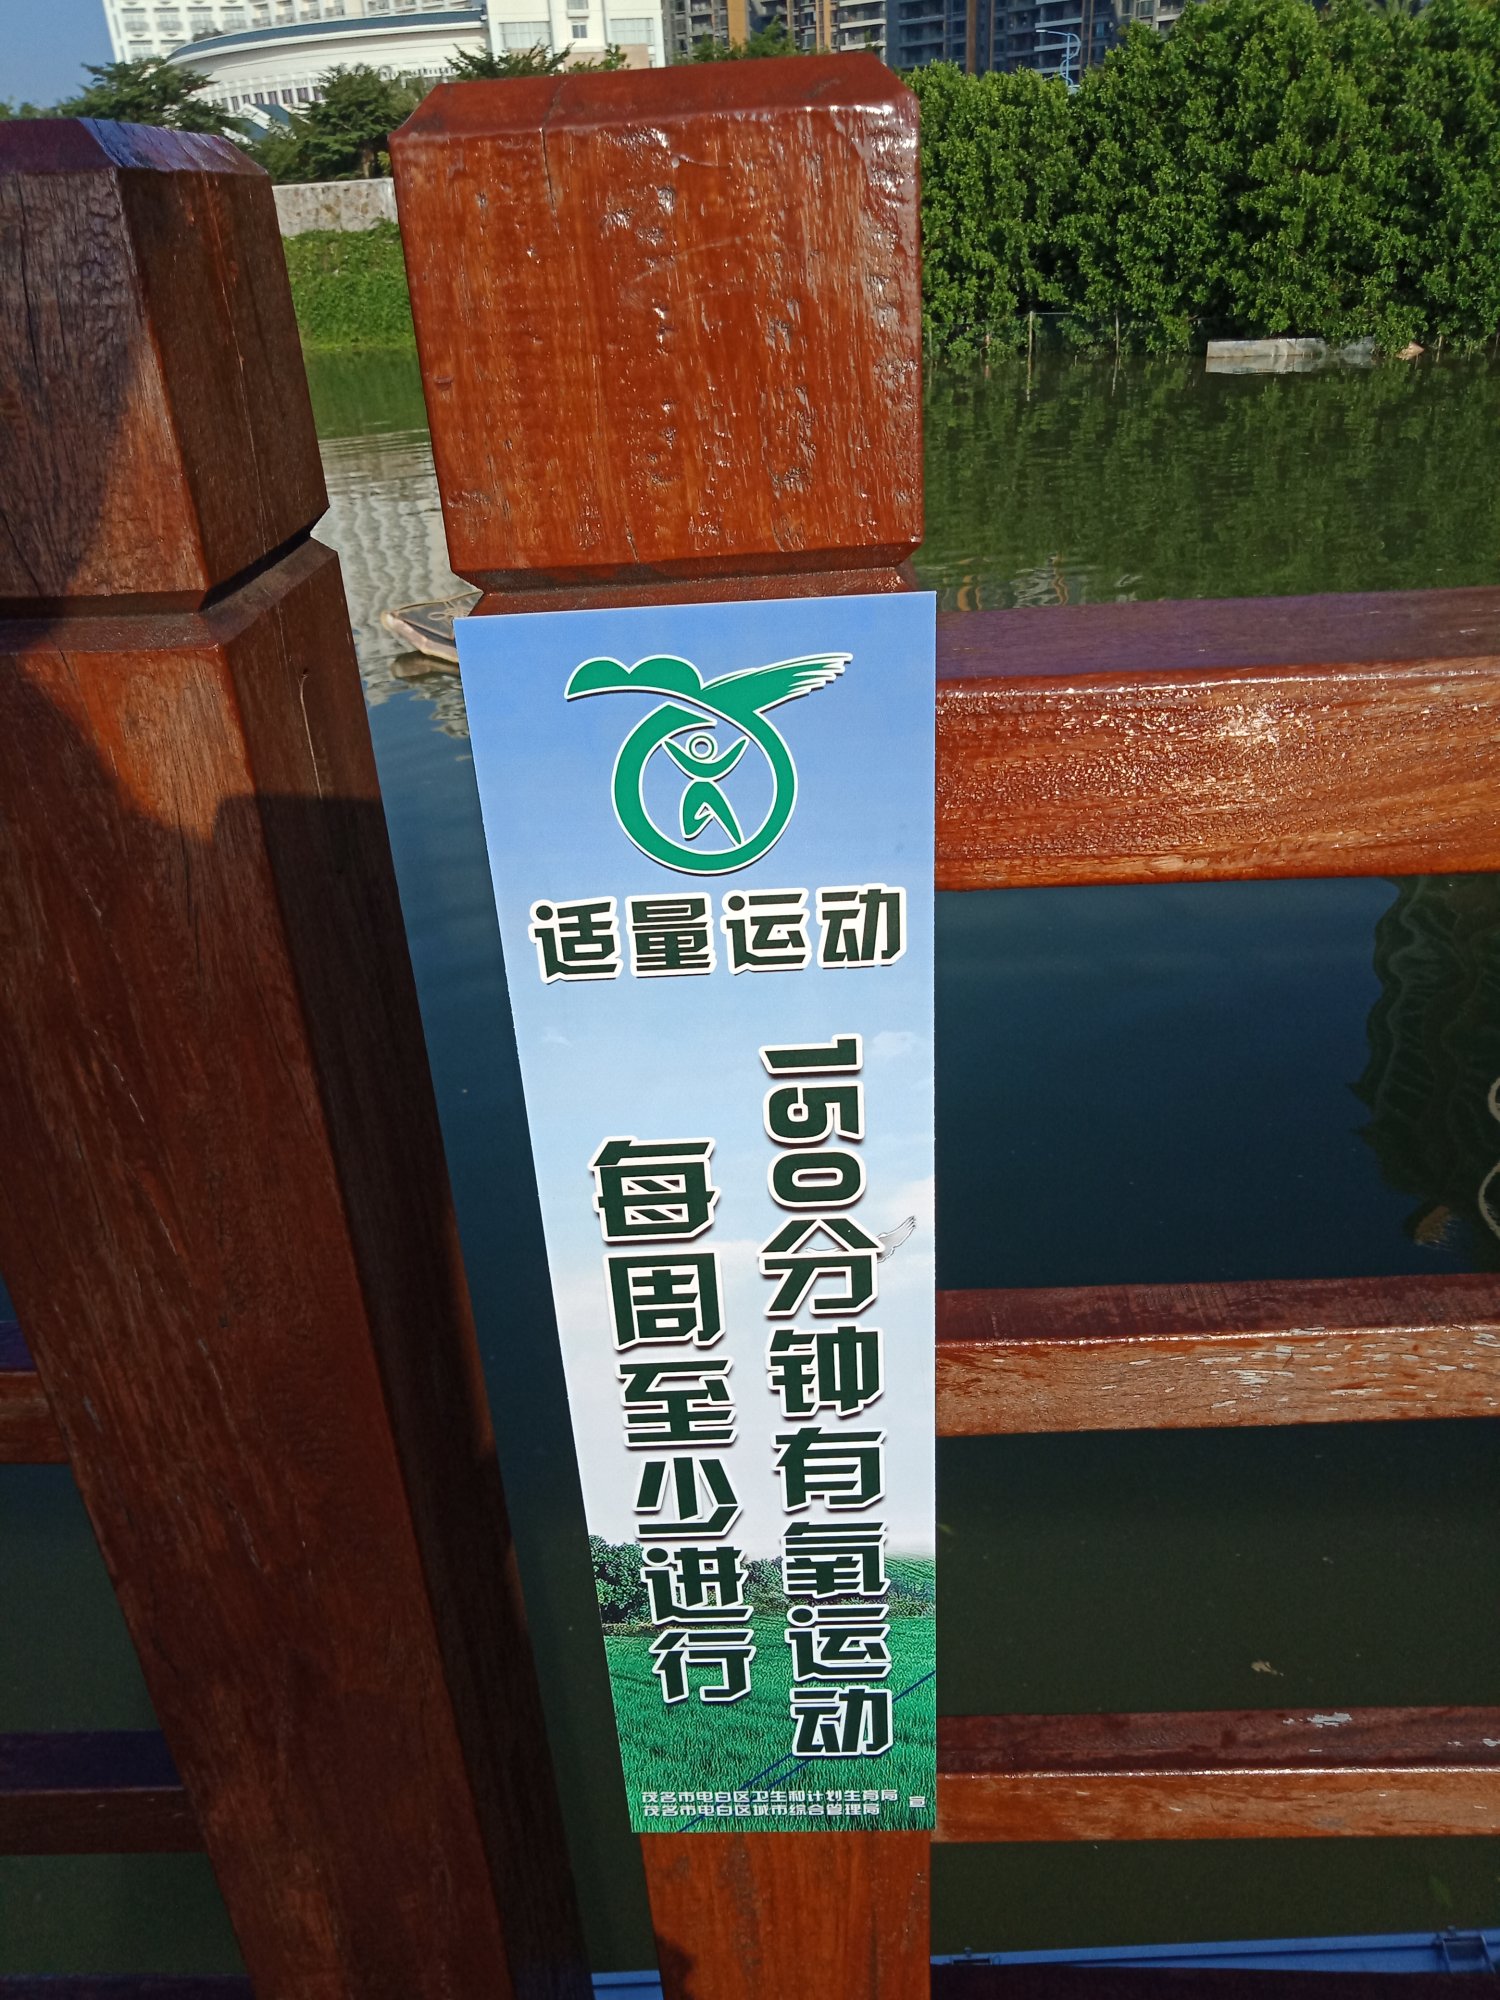 适量运动
每周至少进行
150分钟有氧运动
茂名市电白区卫生和计划生育局
茂名市电白区城市综合管理局
宣